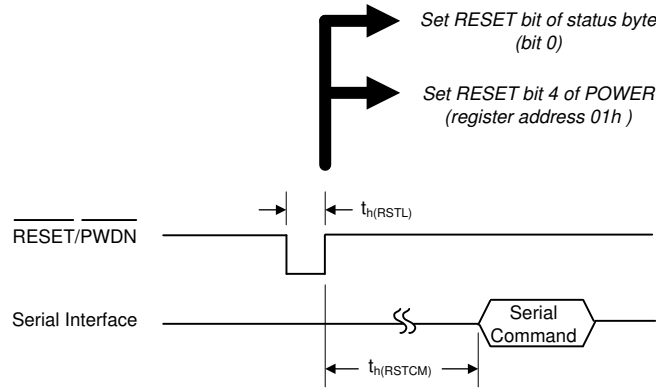 Set RESET bit of status byte
(bit 0)
Set RESET bit 4 of POWER
(register address 01h )
th(RSTL)
RESET/PWDN
Serial Interface
Serial
Command
th(RSTCM)